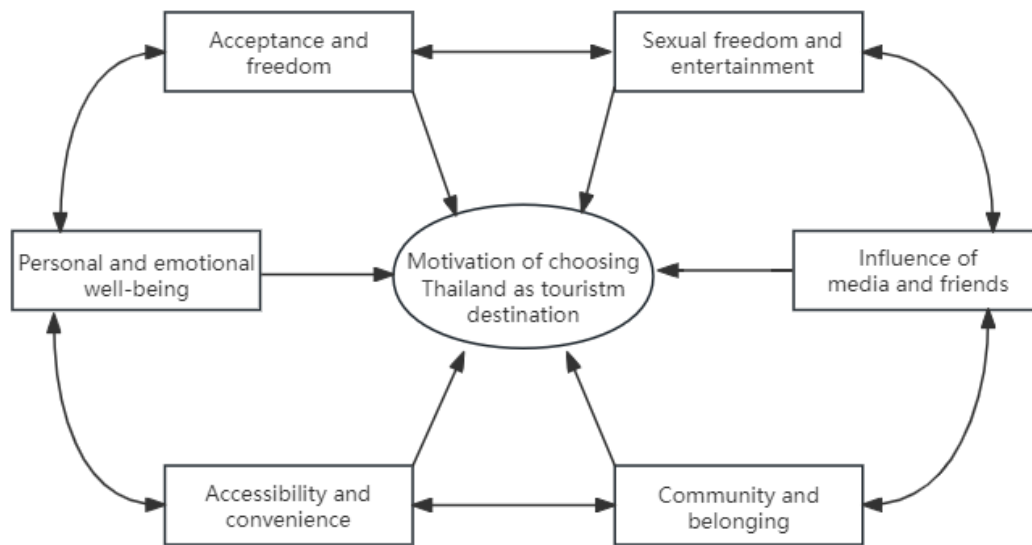 Acceptance and
freedom
Sexual freedom and
entertainment
Personal and emotional
well-being
Motivation of choosing
Thailand as touristm
destination
Influence of
media and friends
Accessibility and
convenience
Community and
belonging